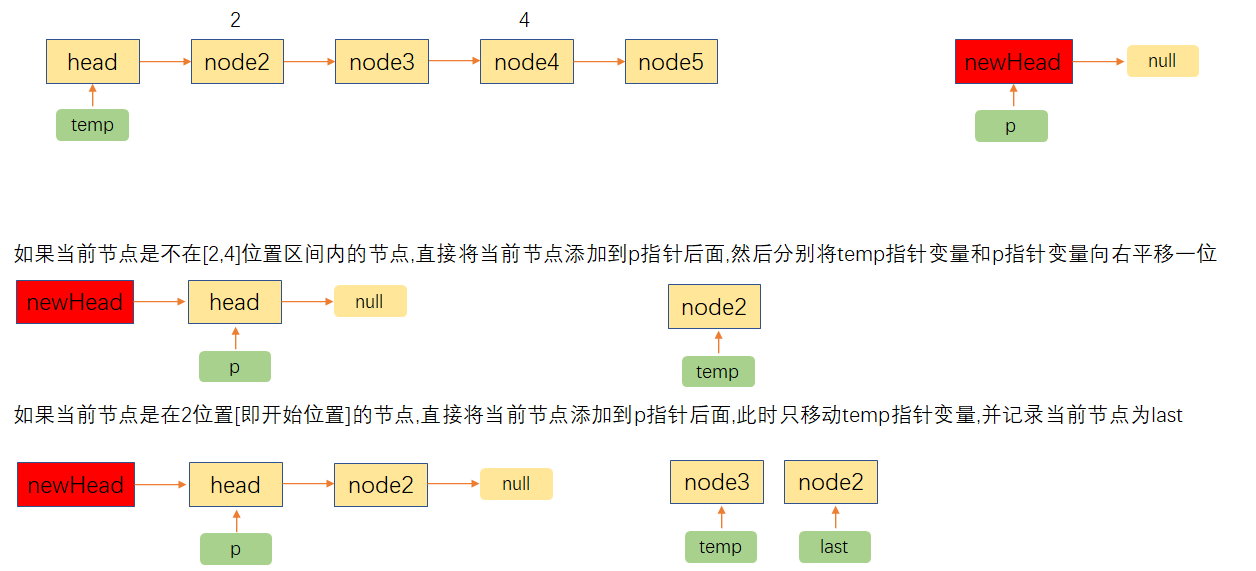 2 4
head node2 node3 node4 node5 newHead null
temp p
如果当前节点是不在[2,4]位置区间内的节点,直接将当前节点添加到p指针后面,然后分别将temp指针变量和p指针变量向右平移一位
newHead head null node2
p temp
如果当前节点是在2位置[即开始位置]的节点,直接将当前节点添加到p指针后面,此时只移动temp指针变量,并记录当前节点为last
newHead head node2 null node3 node2
p temp last